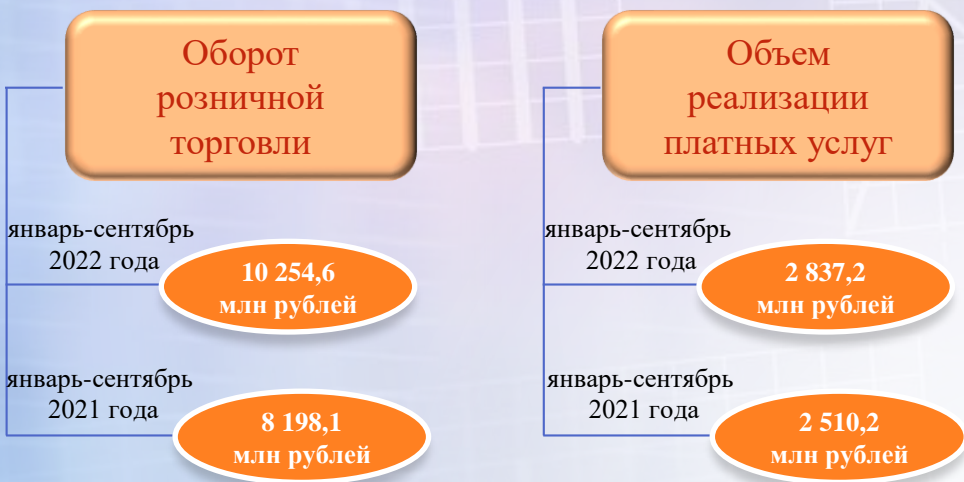 Оборот
розничной
торговли
январь-сентябрь
2022 года
10 254,6
млн рублей
январь-сентябрь
2021 года
8 198,1
млн рублей
Объем
реализации
платных услуг
январь-сентябрь
2022 года
2 837,2
млн рублей
январь-сентябрь
2021 года
2 510,2
млн рублей